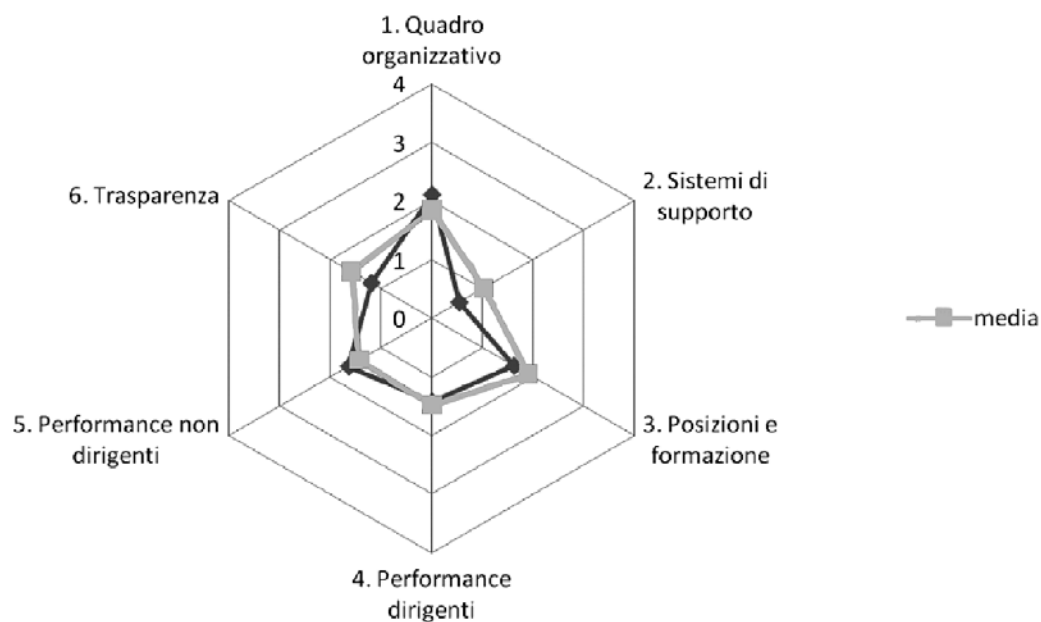 1. Quadro
organizzativo
4
3
2
1
0
2. Sistemi di
supporto
3. Posizioni e
formazione
4. Performance
dirigenti
5. Performance non
dirigenti
6. Trasparenza
media